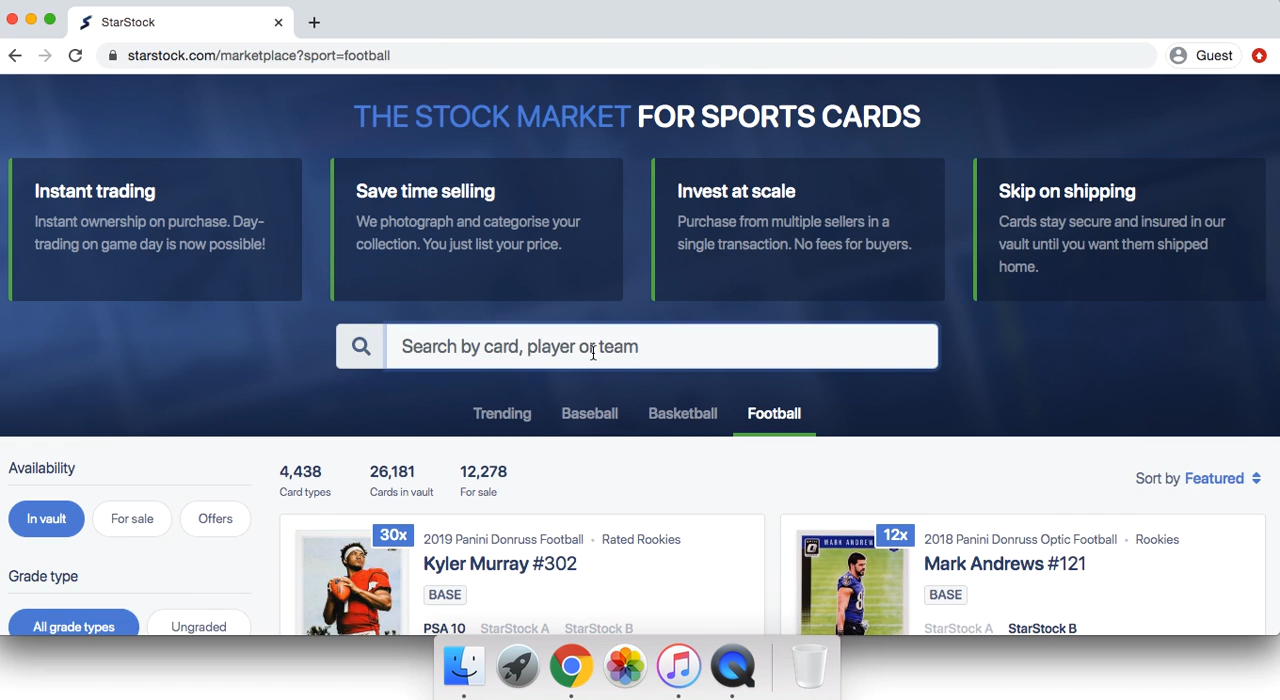 StarStock
starstock.com/marketplace?sport=football
Guest
THE STOCK MARKET FOR SPORTS CARDS
Instant trading
Instant ownership on purchase. Day-
trading on game day is now possible!
Save time selling
We photograph and categorise your
collection. You just list your price.
Invest at scale
Purchase from multiple sellers in a
single transaction. No fees for buyers.
Skip on shipping
Cards stay secure and insured in our
vault until you want them shipped
home.
Search by card, player or team
Trending Baseball Basketball Football
Availability
In vault For sale Offers
Grade type
All grade types Ungraded
4,438 26,181 12,278
Card types Cards in vault For sale
Sort by Featured
30x
2019 Panini Donruss Football • Rated Rookies
Kyler Murray #302
BASE
PSA 10 StarStock A StarStock B
MARK ANDREW
12x
2018 Panini Donruss Optic Football • Rookies
Mark Andrews #121
BASE
StarStock A StarStock B